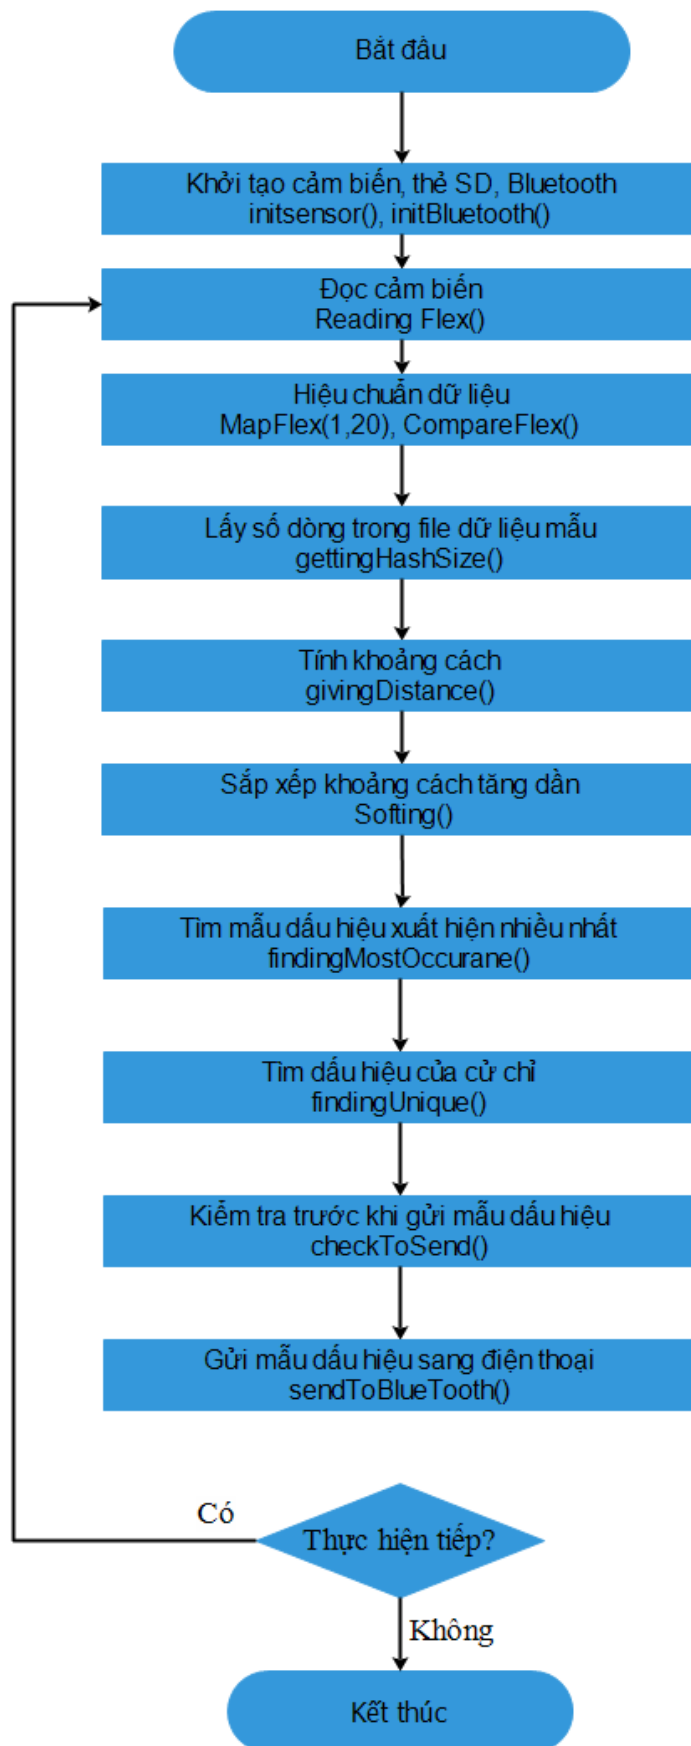 Bắt đầu
Khởi tạo cảm biến, thẻ SD, Bluetooth
initsensor(), initBluetooth()
Đọc cảm biến
Reading Flex()
Hiệu chuẩn dữ liệu
MapFlex(1,20), CompareFlex()
Lấy số dòng trong file dữ liệu mẫu
gettingHashSize()
Tính khoảng cách
givingDistance()
Sắp xếp khoảng cách tăng dần
Softing()
Tìm mẫu dấu hiệu xuất hiện nhiều nhất
findingMostOccurane()
Tìm dấu hiệu của cử chỉ
findingUnique()
Kiểm tra trước khi gửi mẫu dấu hiệu
checkToSend()
Gửi mẫu dấu hiệu sang điện thoại
sendToBlueTooth()
Có
Thực hiện tiếp?
Không
Kết thúc